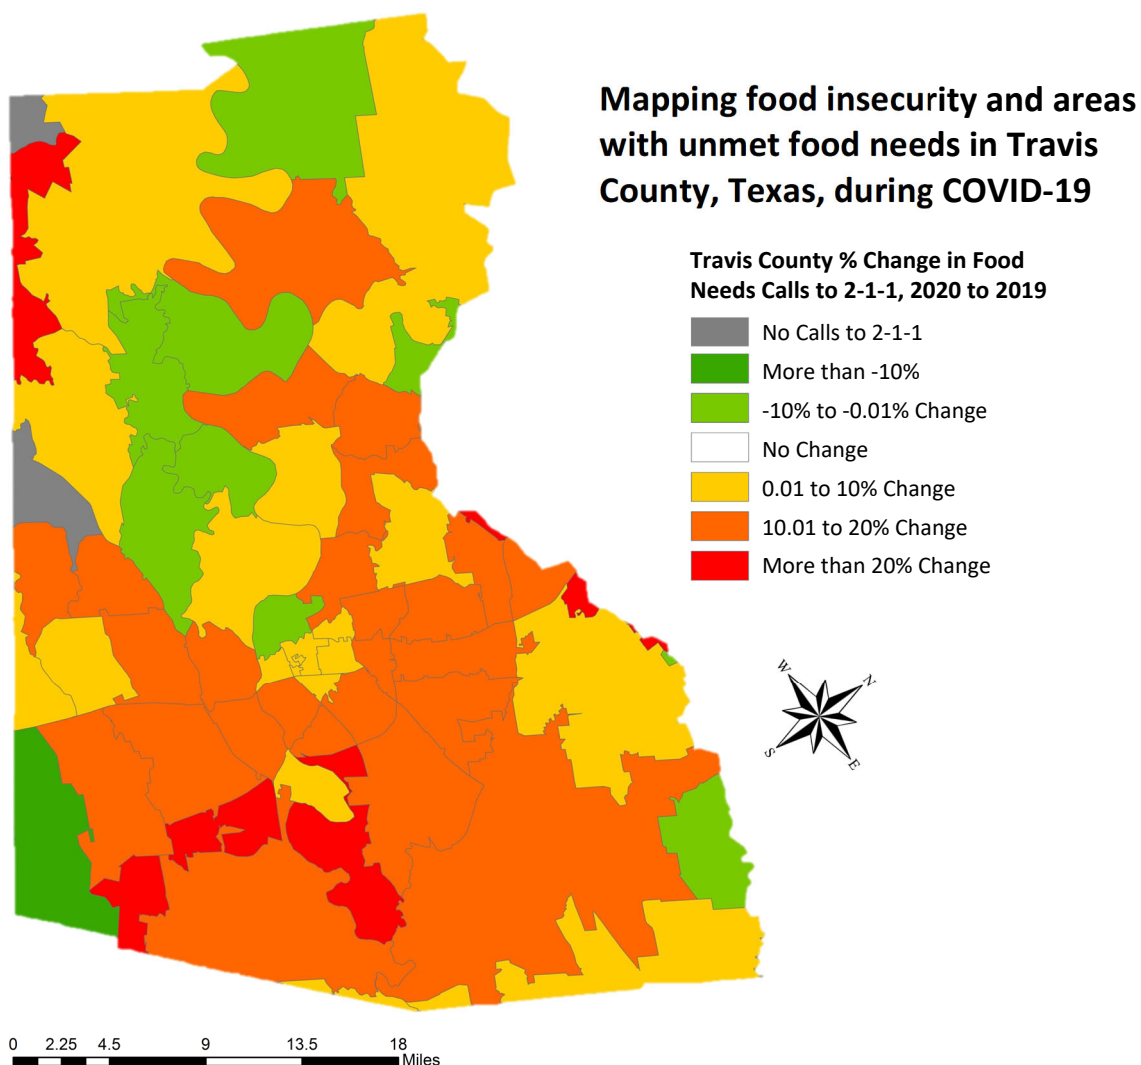 Mapping food insecurity and areas
with unmet food needs in Travis
County, Texas, during COVID-19
Travis County % Change in Food
Needs Calls to 2-1-1, 2020 to 2019
No Calls to 2-1-1
More than -10%
-10% to -0.01% Change
No Change
0.01 to 10% Change
10.01 to 20% Change
More than 20% Change
W
N
S
E
0 2.25 4.5 9 13.5 18
Miles